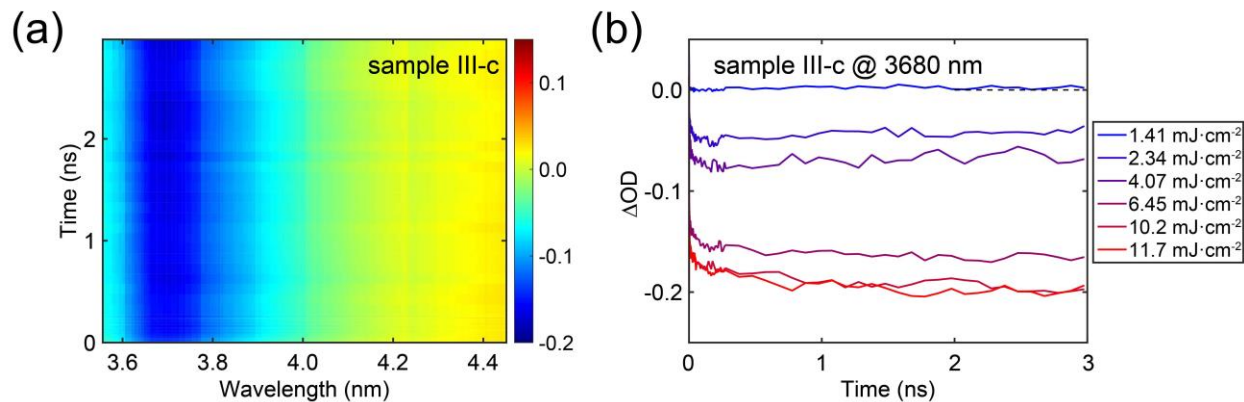 (a)
sample III-c
Time (ns)
2
1
0
3.6 3.8 4.0 4.2 4.4
Wavelength (nm)
0.1
0.0
-0.1
-0.2
(b)
sample III-c @ 3680 nm
ΔOD
0.0
-0.1
-0.2
0 1 2 3
Time (ns)
1.41 mJ·cm⁻²
2.34 mJ·cm⁻²
4.07 mJ·cm⁻²
6.45 mJ·cm⁻²
10.2 mJ·cm⁻²
11.7 mJ·cm⁻²